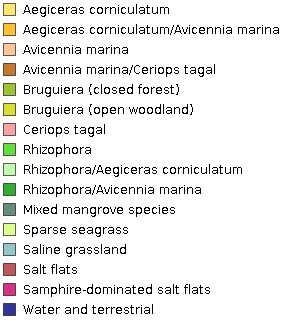 Aegiceras corniculatum
Aegiceras corniculatum/Avicennia marina
Avicennia marina
Avicennia marina/Ceriops tagal
Bruguiera (closed forest)
Bruguiera (open woodland)
Ceriops tagal
Rhizophora
Rhizophora/Aegiceras corniculatum
Rhizophora/Avicennia marina
Mixed mangrove species
Sparse seagrass
Saline grassland
Salt flats
Samphire-dominated salt flats
Water and terrestrial